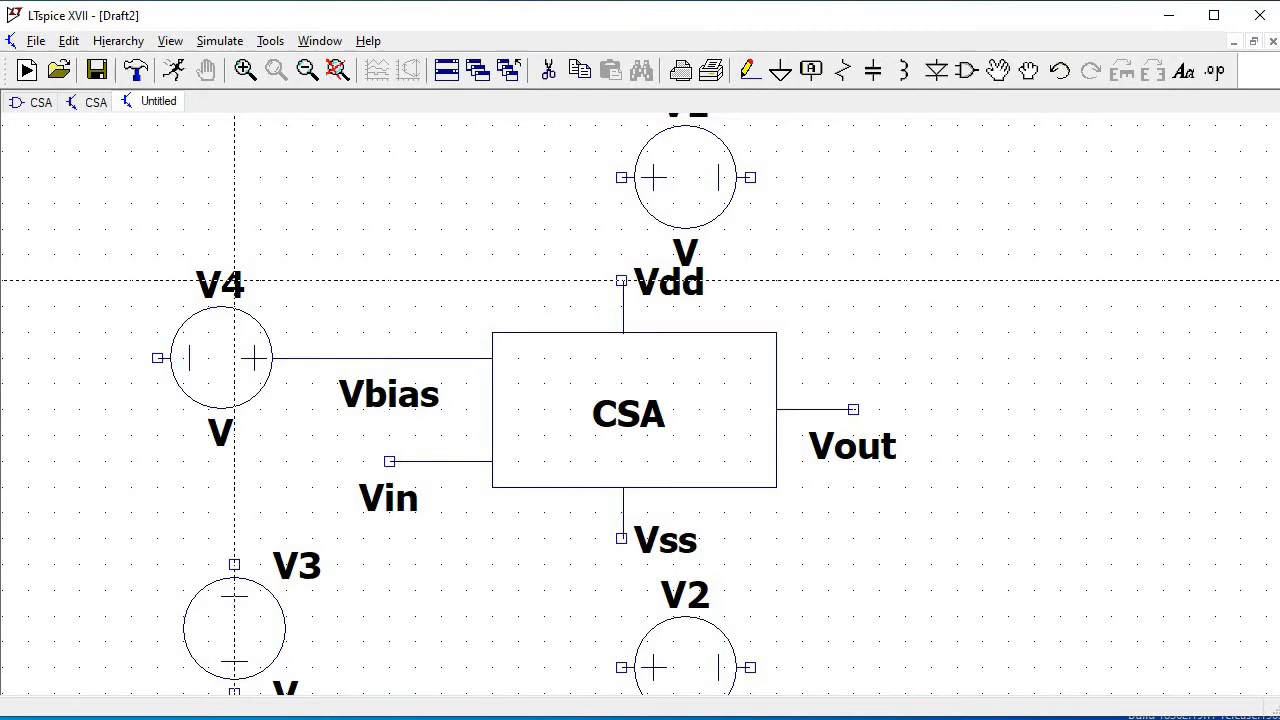 LTspice XVII - [Draft2]
File Edit Hierarchy View Simulate Tools Window Help
.op
CSA CSA Untitled
V
V4
Vdd
Vbias
CSA
V
Vout
Vin
Vss
V3
V2